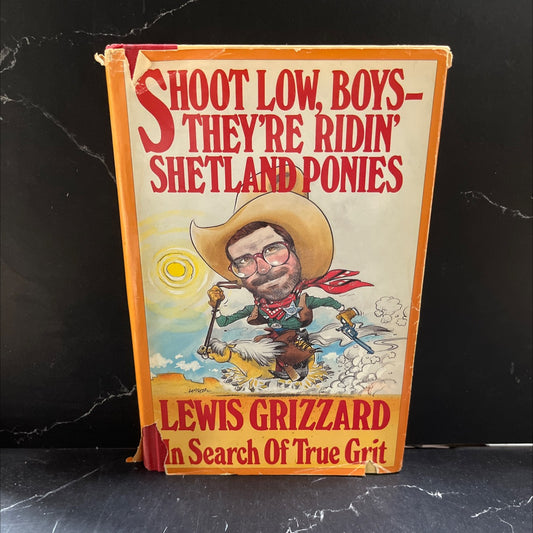 SHOOT LOW, BOYS–
THEY'RE RIDIN'
SHETLAND PONIES
LEWIS GRIZZARD
In Search Of True Grit